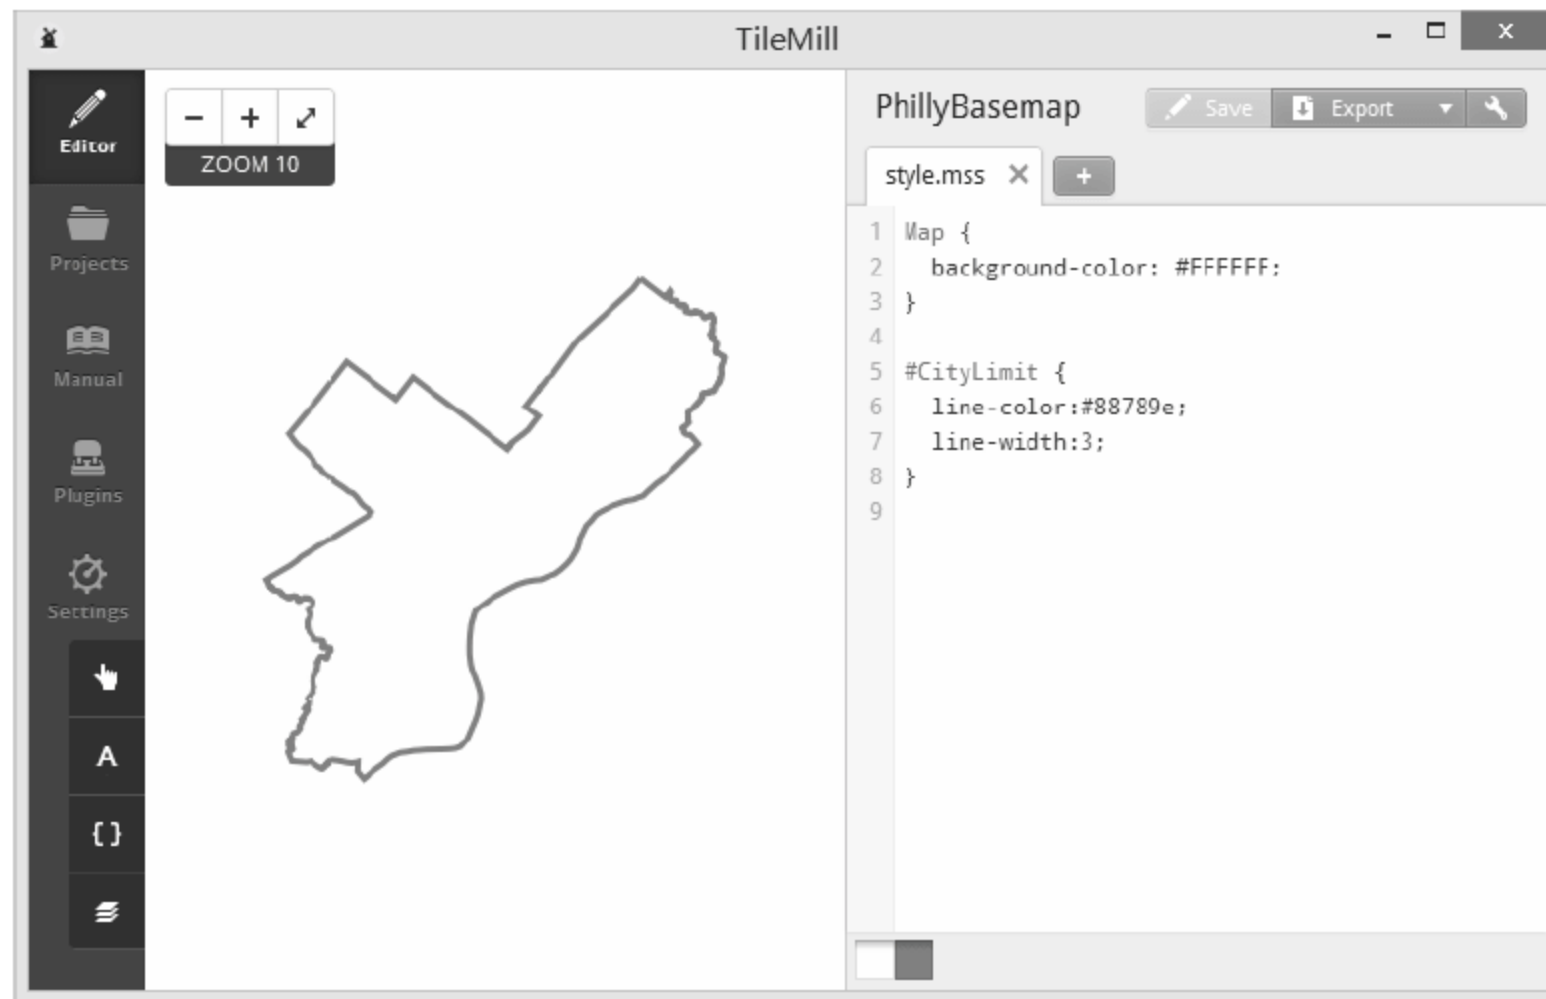 TileMill
Editor
Projects
Manual
Plugins
Settings
A
{}
− + 
ZOOM 10
PhillyBasemap
Save
Export
style.mss
+
1 Map {
2   background-color: #FFFFFF;
3 }
4
5 #CityLimit {
6   line-color:#88789e;
7   line-width:3;
8 }
9